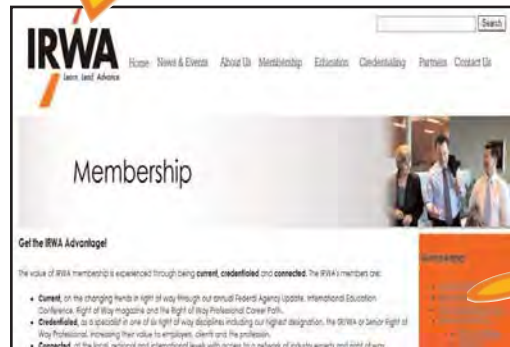 Search
IRWA
Learn. Lead. Advance
Home News & Events About Us Membership Education Credentialing Partners Contact Us
Membership
Get the IRWA Advantage!
The value of IRWA membership is experienced through being current, credentialed and connected. The IRWA's members are:
• Current, on the changing trends in right of way through our annual Federal Agency Update, International Education
Conference, Right of Way magazine and the Right of Way Professional Career Path.
• Credentialed, as a specialist in one of six right of way disciplines including our highest designation, the SR/WA or Senior Right of
Way Professional, increasing their value to employers, clients and the profession.
• Connected, at the local, regional and international levels with access to a network of industry experts and right of way